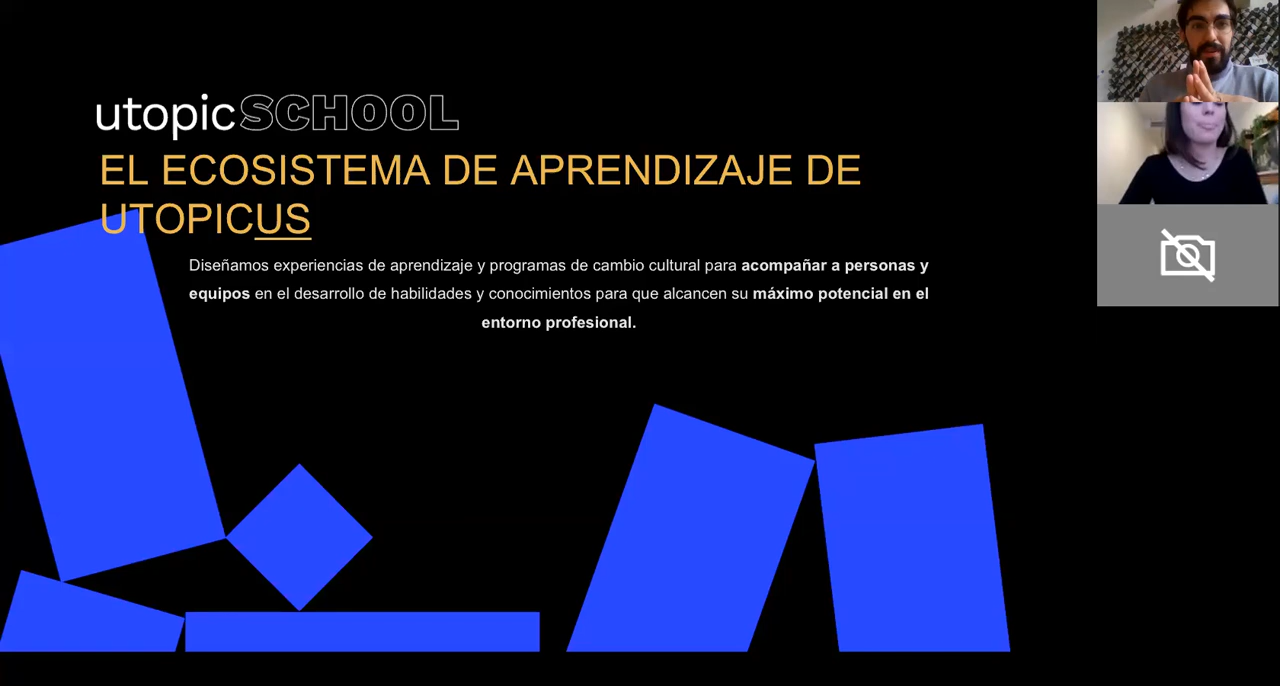 utopicSCHOOL
EL ECOSISTEMA DE APRENDIZAJE DE
UTOPICUS
Diseñamos experiencias de aprendizaje y programas de cambio cultural para acompañar a personas y
equipos en el desarrollo de habilidades y conocimientos para que alcancen su máximo potencial en el
entorno profesional.